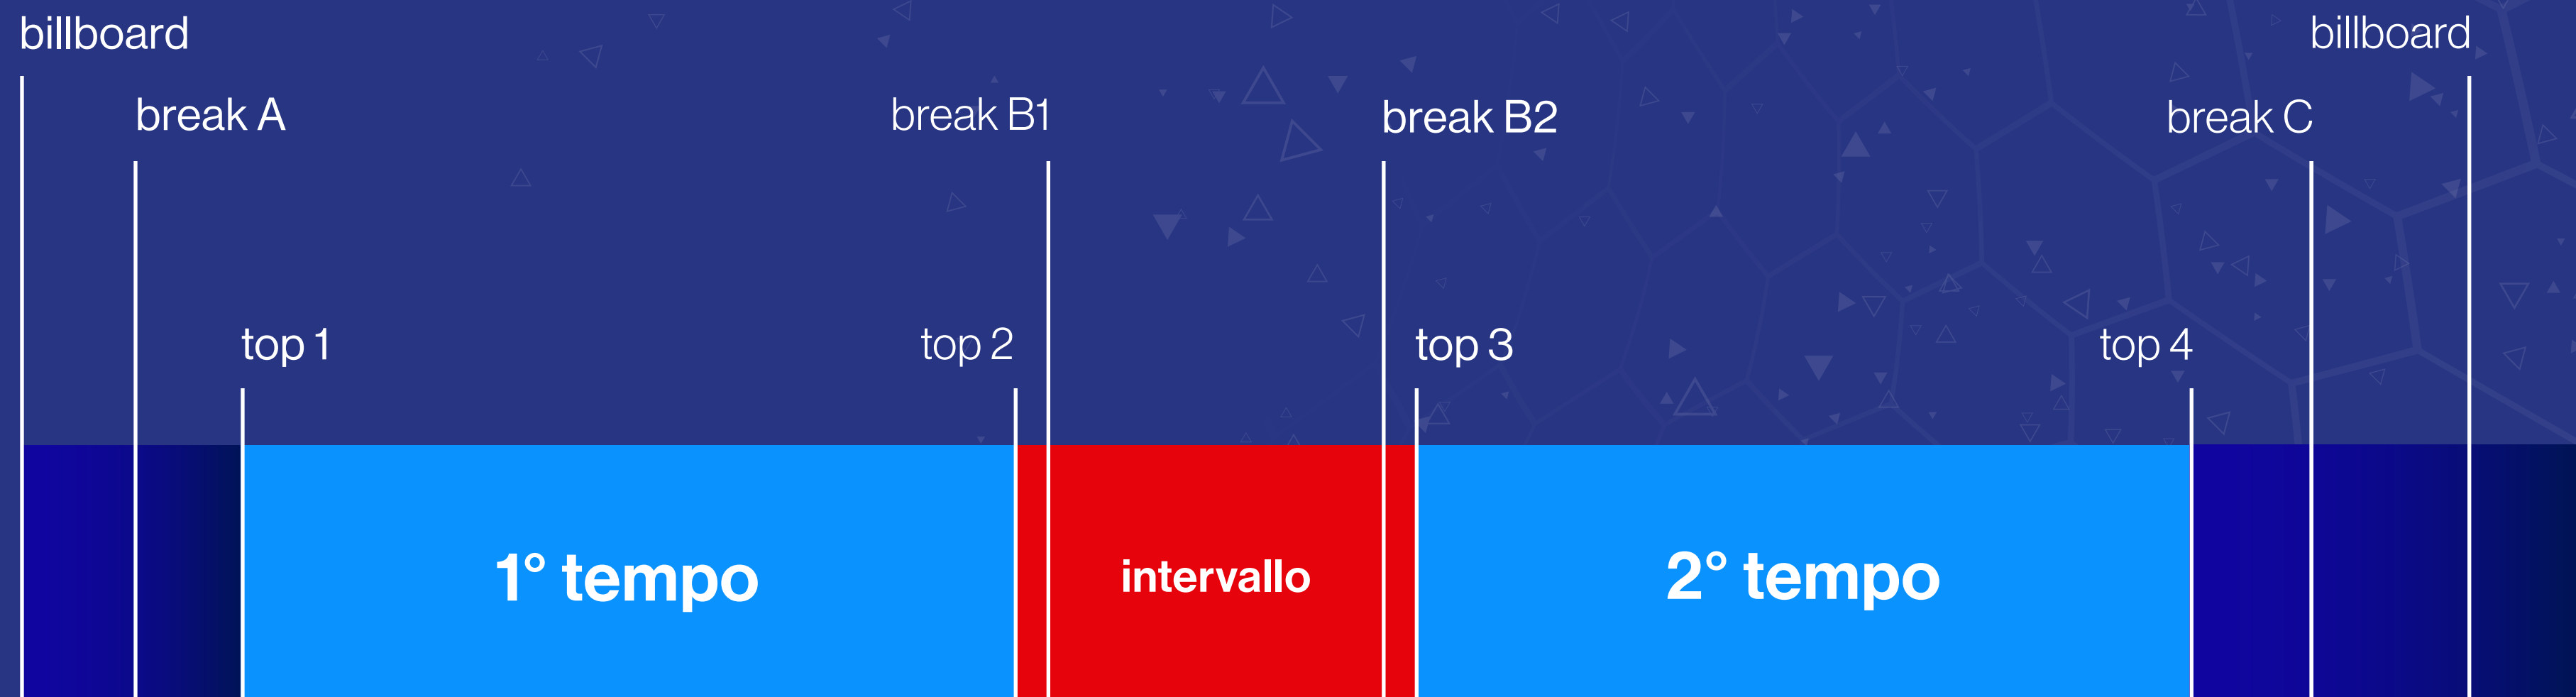 billboard
billboard
break A
break B1
break B2
break C
top 1
top 2
top 3
top 4
1° tempo
intervallo
2° tempo